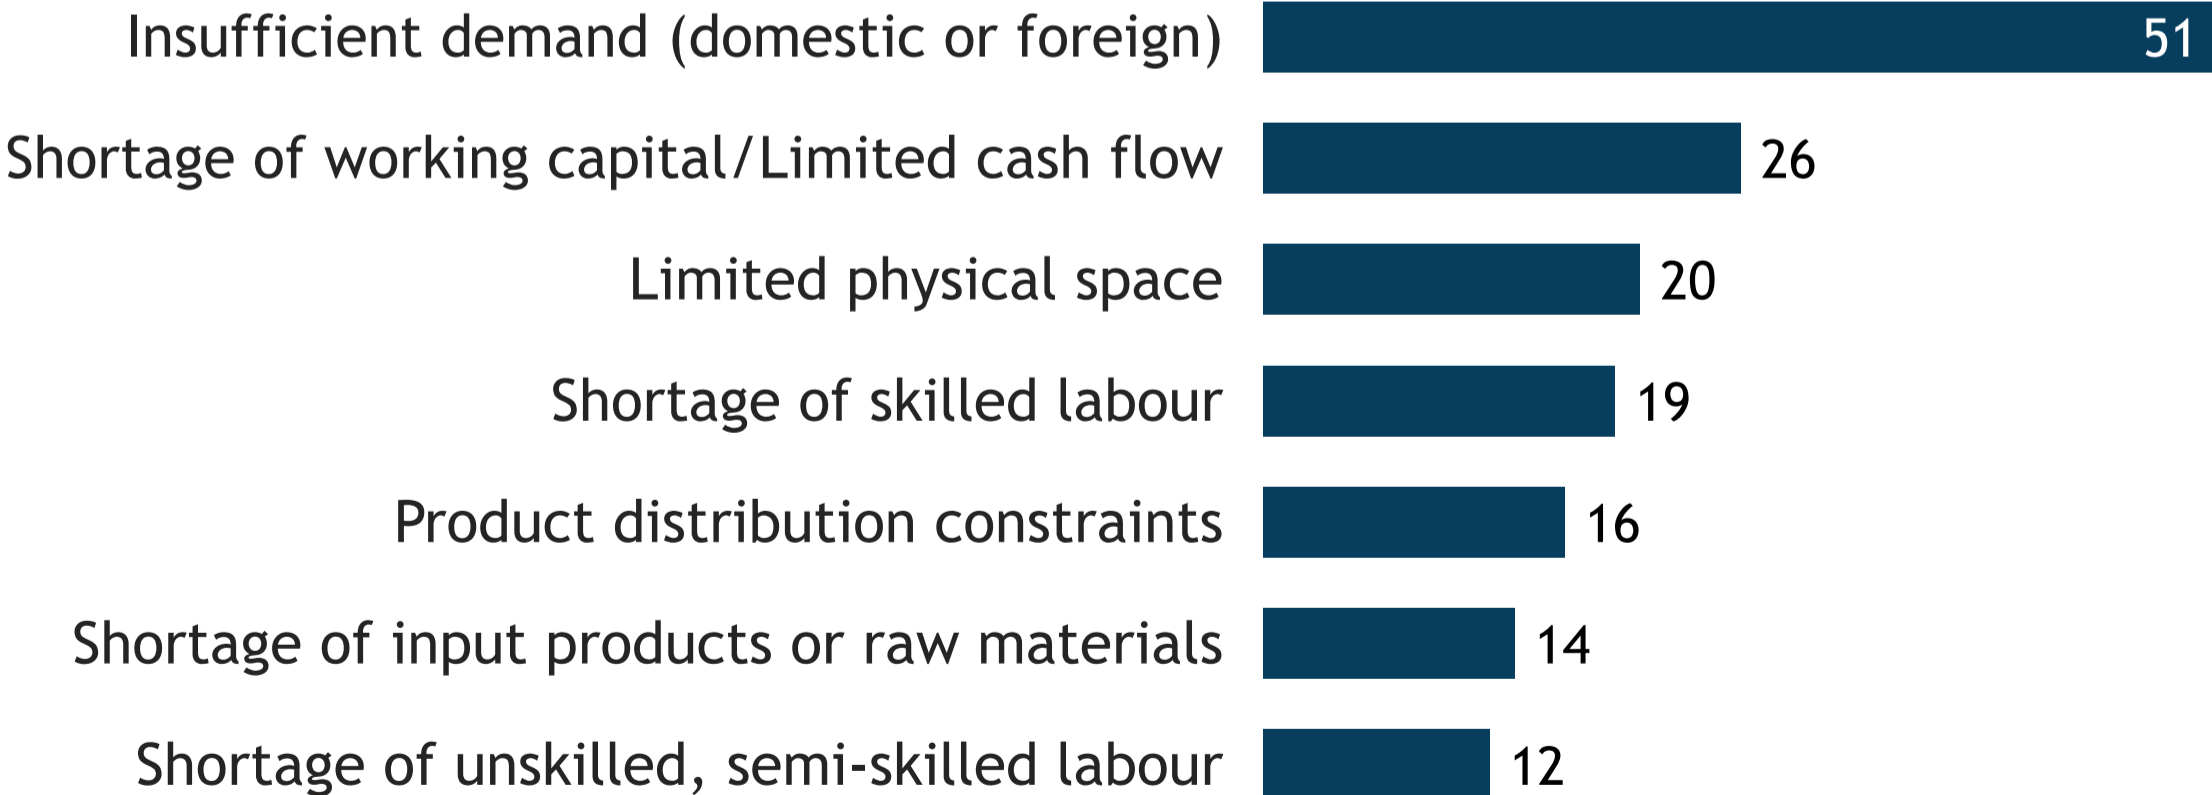 Insufficient demand (domestic or foreign) 51
Shortage of working capital/Limited cash flow 26
Limited physical space 20
Shortage of skilled labour 19
Product distribution constraints 16
Shortage of input products or raw materials 14
Shortage of unskilled, semi-skilled labour 12